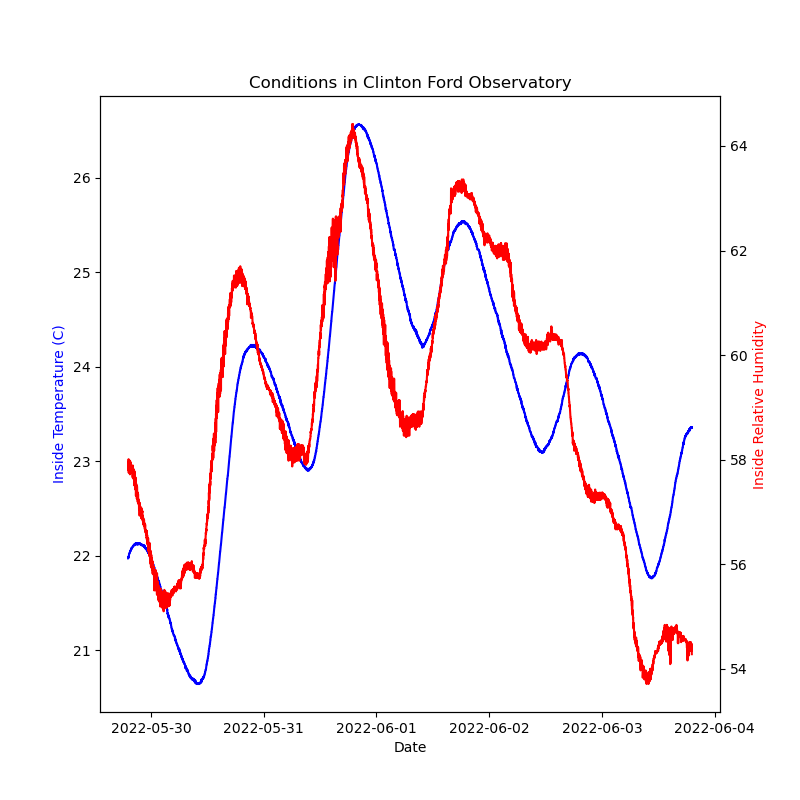 Conditions in Clinton Ford Observatory
Inside Temperature (C)
26
25
24
23
22
21
64
62
60
58
56
54
Inside Relative Humidity
2022-05-30 2022-05-31 2022-06-01 2022-06-02 2022-06-03 2022-06-04
Date